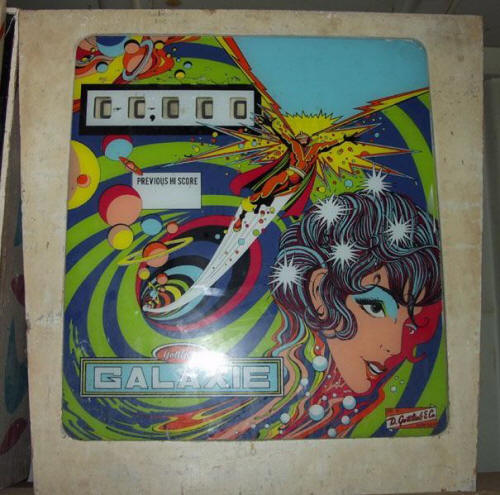 PREVIOUS HI SCORE
Gottlieb's
GALAXIE
D. Gottlieb & Co.